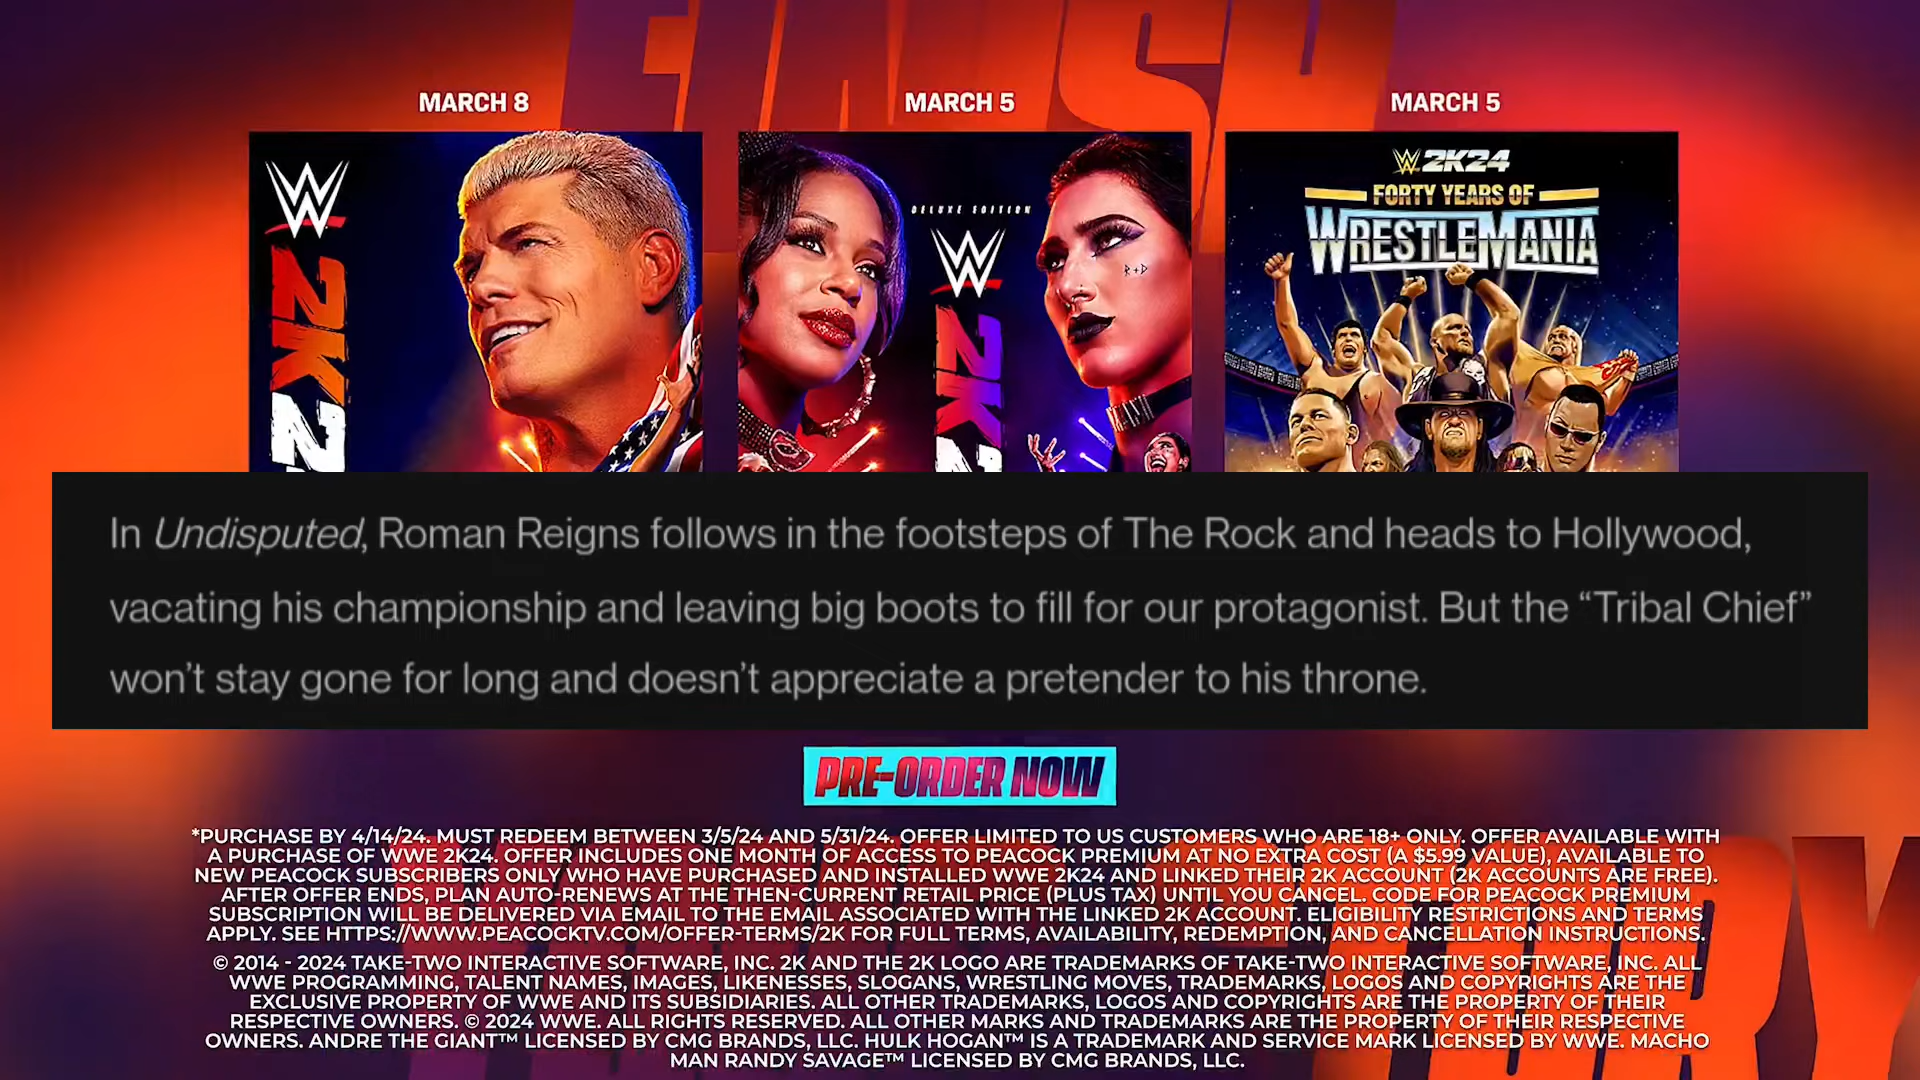 FINISH
MARCH 8
MARCH 5
MARCH 5
W
2K2
DELUXE EDITION
W
2K
R+D
W2K24
FORTY YEARS OF
WRESTLEMANIA
In Undisputed, Roman Reigns follows in the footsteps of The Rock and heads to Hollywood,
vacating his championship and leaving big boots to fill for our protagonist. But the “Tribal Chief”
won’t stay gone for long and doesn’t appreciate a pretender to his throne.
PRE-ORDER NOW
*PURCHASE BY 4/14/24. MUST REDEEM BETWEEN 3/5/24 AND 5/31/24. OFFER LIMITED TO US CUSTOMERS WHO ARE 18+ ONLY. OFFER AVAILABLE WITH
A PURCHASE OF WWE 2K24. OFFER INCLUDES ONE MONTH OF ACCESS TO PEACOCK PREMIUM AT NO EXTRA COST (A $5.99 VALUE), AVAILABLE TO
NEW PEACOCK SUBSCRIBERS ONLY WHO HAVE PURCHASED AND INSTALLED WWE 2K24 AND LINKED THEIR 2K ACCOUNT (2K ACCOUNTS ARE FREE).
AFTER OFFER ENDS, PLAN AUTO-RENEWS AT THE THEN-CURRENT RETAIL PRICE (PLUS TAX) UNTIL YOU CANCEL. CODE FOR PEACOCK PREMIUM
SUBSCRIPTION WILL BE DELIVERED VIA EMAIL TO THE EMAIL ASSOCIATED WITH THE LINKED 2K ACCOUNT. ELIGIBILITY RESTRICTIONS AND TERMS
APPLY. SEE HTTPS://WWW.PEACOCKTV.COM/OFFER-TERMS/2K FOR FULL TERMS, AVAILABILITY, REDEMPTION, AND CANCELLATION INSTRUCTIONS.
© 2014 - 2024 TAKE-TWO INTERACTIVE SOFTWARE, INC. 2K AND THE 2K LOGO ARE TRADEMARKS OF TAKE-TWO INTERACTIVE SOFTWARE, INC. ALL
WWE PROGRAMMING, TALENT NAMES, IMAGES, LIKENESSES, SLOGANS, WRESTLING MOVES, TRADEMARKS, LOGOS AND COPYRIGHTS ARE THE
EXCLUSIVE PROPERTY OF WWE AND ITS SUBSIDIARIES. ALL OTHER TRADEMARKS, LOGOS AND COPYRIGHTS ARE THE PROPERTY OF THEIR
RESPECTIVE OWNERS. © 2024 WWE. ALL RIGHTS RESERVED. ALL OTHER MARKS AND TRADEMARKS ARE THE PROPERTY OF THEIR RESPECTIVE
OWNERS. ANDRE THE GIANT™ LICENSED BY CMG BRANDS, LLC. HULK HOGAN™ IS A TRADEMARK AND SERVICE MARK LICENSED BY WWE. MACHO
MAN RANDY SAVAGE™ LICENSED BY CMG BRANDS, LLC.